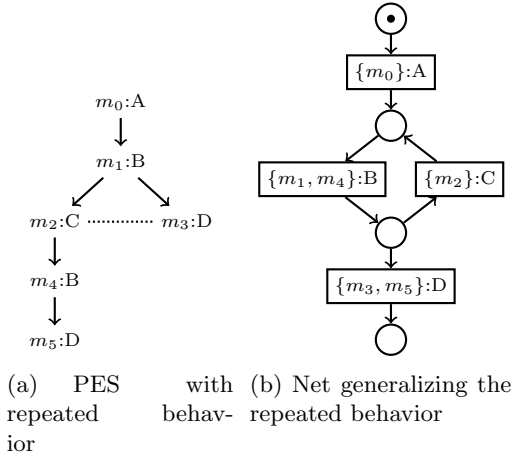 m₀:A
m₁:B
m₂:C
m₃:D
m₄:B
m₅:D
(a) PES with
repeated behav-
ior
{m₀}:A
{m₁, m₄}:B
{m₂}:C
{m₃, m₅}:D
(b) Net generalizing the
repeated behavior